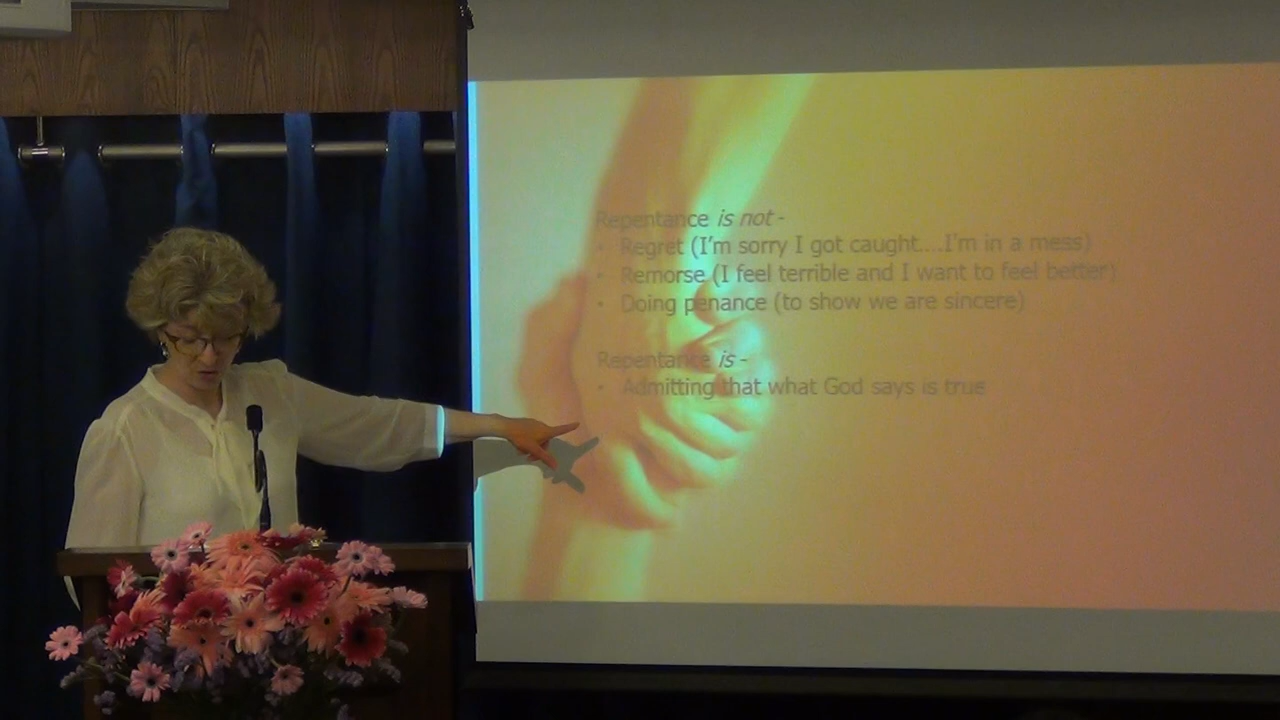 Repentance is not -
• Regret (I'm sorry I got caught....I'm in a mess)
• Remorse (I feel terrible and I want to feel better)
• Doing penance (to show we are sincere)
Repentance is -
• Admitting that what God says is true